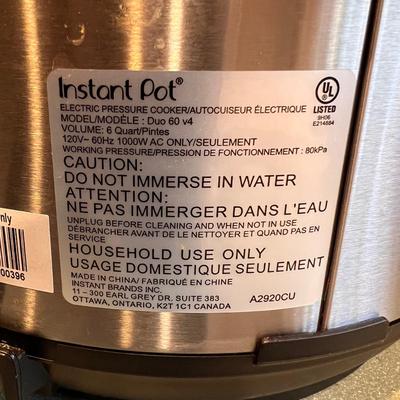 Instant Pot®
ELECTRIC PRESSURE COOKER/AUTOCUISEUR ÉLECTRIQUE
MODEL/MODÈLE: Duo 60 v4
VOLUME: 6 Quart/Pintes
120V~ 60Hz 1000W AC ONLY/SEULEMENT
WORKING PRESSURE/PRESSION DE FONCTIONNEMENT: 80kPa
CAUTION:
DO NOT IMMERSE IN WATER
ATTENTION:
NE PAS IMMERGER DANS L'EAU
UNPLUG BEFORE CLEANING AND WHEN NOT IN USE
DÉBRANCHER AVANT DE LE NETTOYER ET QUAND PAS EN
SERVICE
HOUSEHOLD USE ONLY
USAGE DOMESTIQUE SEULEMENT
MADE IN CHINA/ FABRIQUÉ EN CHINE
INSTANT BRANDS INC.
11 – 300 EARL GREY DR. SUITE 383
OTTAWA, ONTARIO, K2T 1C1 CANADA
A2920CU
UL
LISTED
9H06
E214884
nly
00396